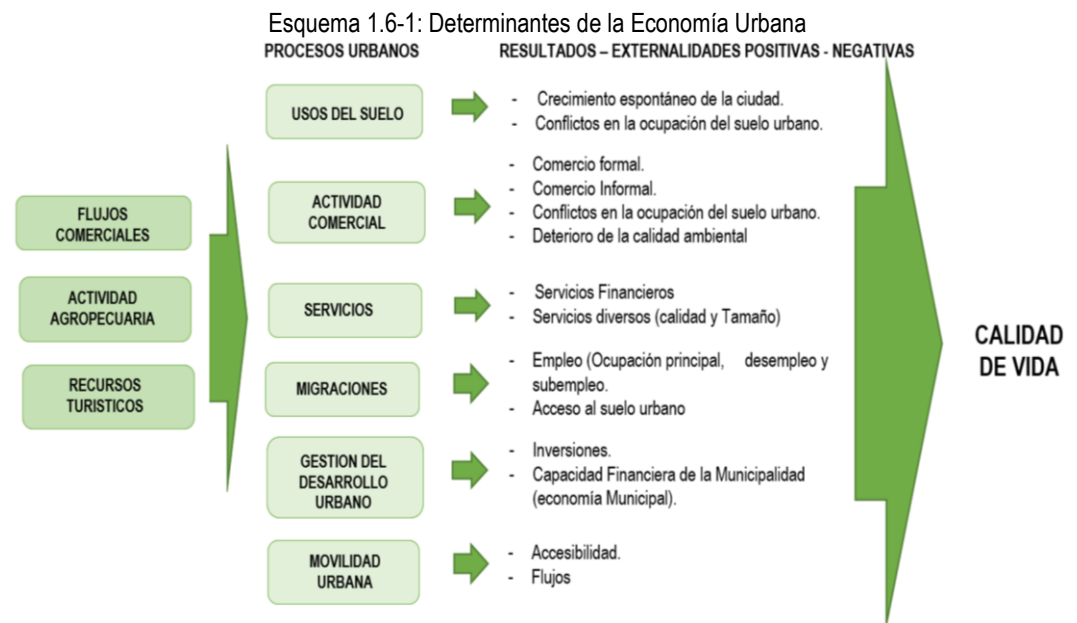 Esquema 1.6-1: Determinantes de la Economía Urbana
PROCESOS URBANOS
RESULTADOS – EXTERNALIDADES POSITIVAS - NEGATIVAS
FLUJOS
COMERCIALES
ACTIVIDAD
AGROPECUARIA
RECURSOS
TURISTICOS
USOS DEL SUELO
- Crecimiento espontáneo de la ciudad.
- Conflictos en la ocupación del suelo urbano.
ACTIVIDAD
COMERCIAL
- Comercio formal.
- Comercio Informal.
- Conflictos en la ocupación del suelo urbano.
- Deterioro de la calidad ambiental
SERVICIOS
- Servicios Financieros
- Servicios diversos (calidad y Tamaño)
MIGRACIONES
- Empleo (Ocupación principal, desempleo y
subempleo.
- Acceso al suelo urbano
GESTION DEL
DESARROLLO
URBANO
- Inversiones.
- Capacidad Financiera de la Municipalidad
(economía Municipal).
MOVILIDAD
URBANA
- Accesibilidad.
- Flujos
CALIDAD
DE VIDA